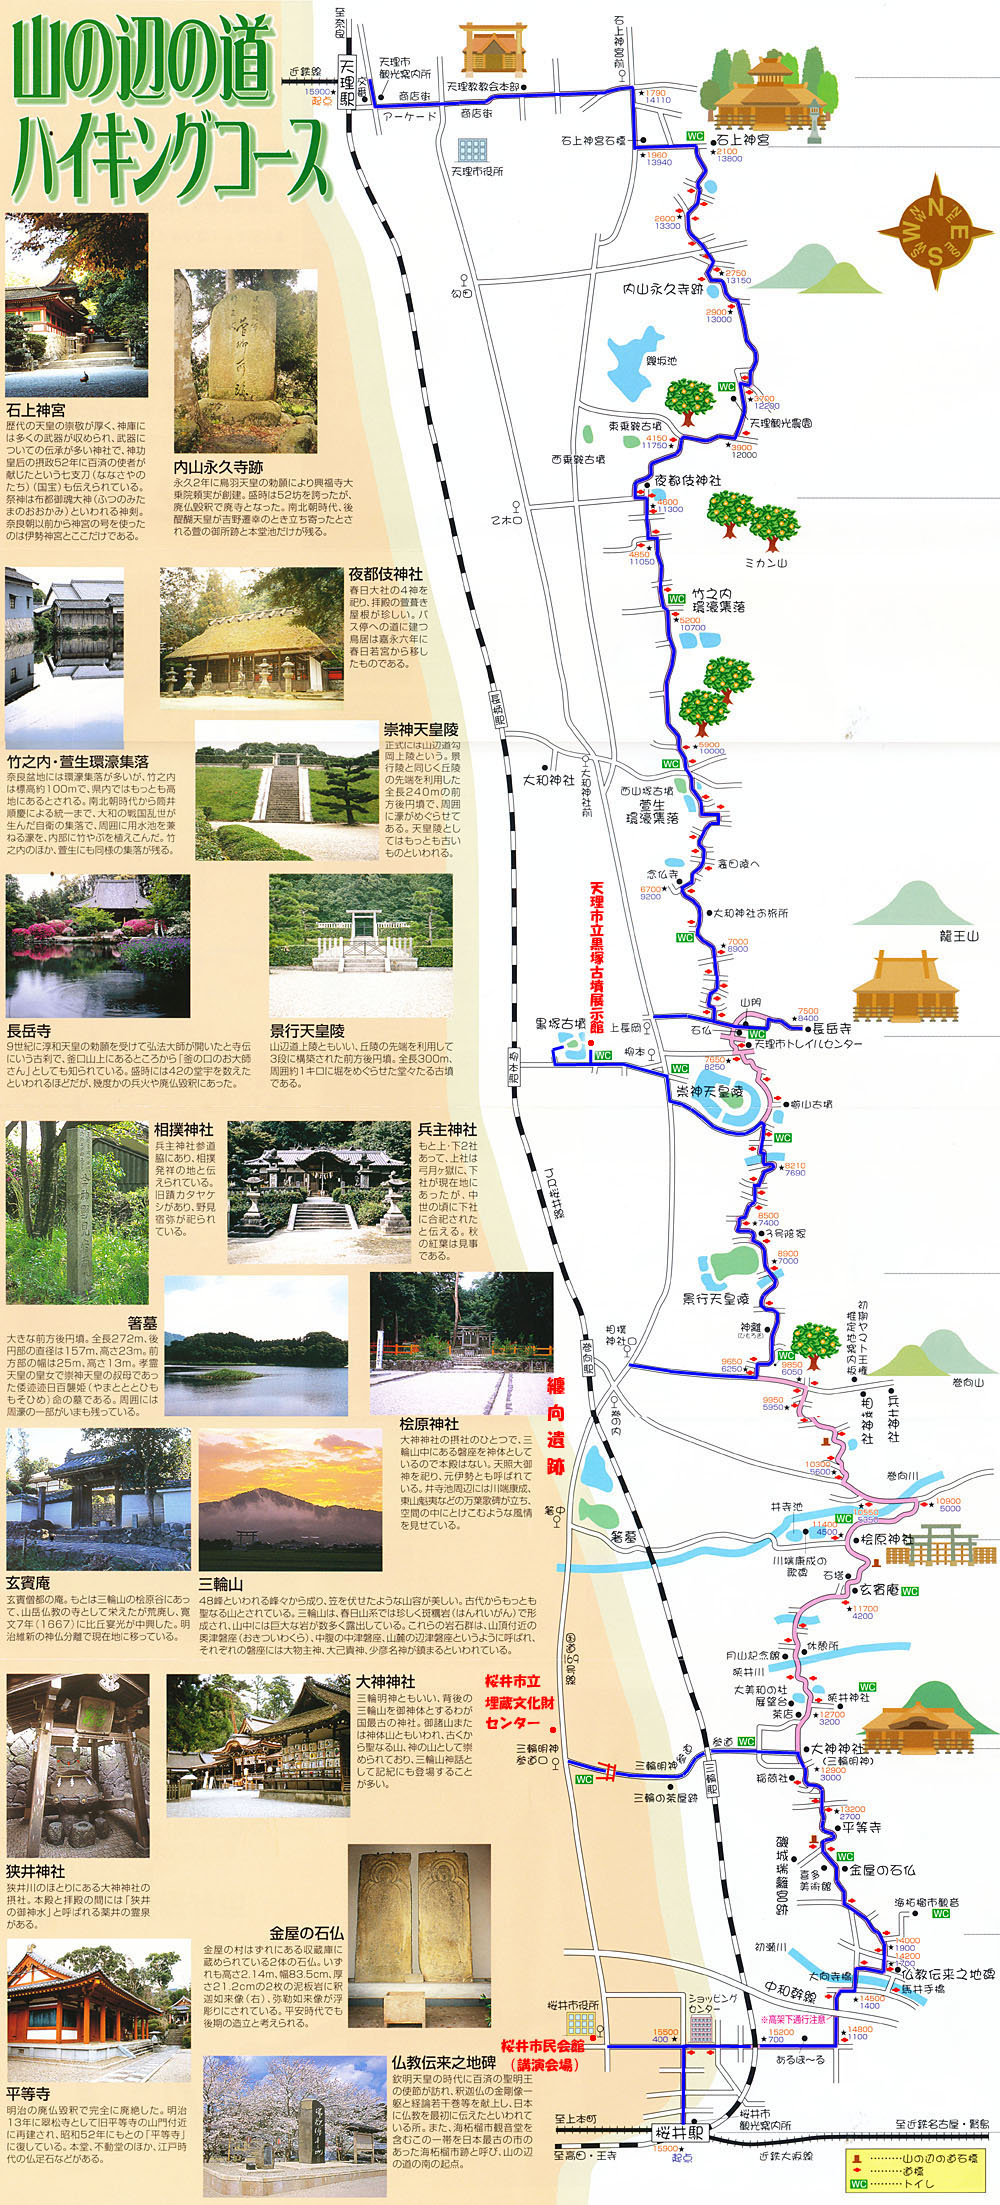 山の辺の道
ハイキングコース
石上神宮
歴代の天皇の崇敬が厚く、神庫に
は多くの武器が収められ、武器に
ついての伝承が多い神社で、神功
皇后の摂政52年に百済の使者が
献じたという七支刀(ななさやの
たち)(国宝)も伝えられている。
祭神は布都御魂大神(ふつのみた
まのおおかみ)といわれる神剣。
奈良朝以前から神宮の号を使った
のは伊勢神宮とここだけである。
内山永久寺跡
永久2年に鳥羽天皇の勅願により興福寺大
乗院頼実が創建。盛時は52坊を誇ったが、
廃仏毀釈で廃寺となった。南北朝時代、後
醍醐天皇が吉野遷幸のとき立ち寄ったとさ
れる萱の御所跡と本堂池だけが残る。
夜都伎神社
春日大社の4神を
祀り、拝殿の萱葺き
屋根が珍しい。バ
ス停への道に建つ
鳥居は嘉永六年に
春日若宮から移し
たものである。
竹之内・萱生環濠集落
奈良盆地には環濠集落が多いが、竹之内
は標高約100mで、県内ではもっとも高
地にあるとされる。南北朝時代から筒井
順慶による統一まで、大和の戦国乱世が
生んだ自衛の集落で、周囲に用水池を兼
ねる濠を、内部に竹やぶを植えこんだ。竹
之内のほか、萱生にも同様の集落が残る。
崇神天皇陵
正式には山辺道勾
岡上陵という。景
行陵と同じく丘陵
の先端を利用した
全長240mの前
方後円墳で、周囲
に濠がめぐらせて
ある。天皇陵とし
てはもっとも古い
ものといわれる。
長岳寺
9世紀に淳和天皇の勅願を受けて弘法大師が開いたと寺伝
にいう古刹で、釜口山上にあるところから「釜の口のお大師
さん」としても知られている。盛時には42の堂宇を数えた
といわれるほどだが、幾度かの兵火や廃仏毀釈にあった。
景行天皇陵
山辺道上陵ともいい、丘陵の先端を利用して
3段に構築された前方後円墳。全長300m、
周囲約1キロに堀をめぐらせた堂々たる古墳
である。
相撲神社
兵主神社参道
脇にあり、相撲
発祥の地と伝
えられている。
旧蹟カタヤケ
シがあり、野見
宿弥が祀られ
ている。
兵主神社
もと上・下2社
あって、上社は
弓月ヶ嶽に、下
社が現在地に
あったが、中
世の頃に下社
に合祀された
と伝える。秋
の紅葉は見事
である。
箸墓
大きな前方後円墳。全長272m、後
円部の直径は157m、高さ23m。前
方部の幅は25m、高さ13m。孝霊
天皇の皇女で崇神天皇の叔母であっ
た倭迹迹日百襲姫(やまととともも
そひめ)命の墓である。周囲には
周濠の一部がいまも残っている。
桧原神社
大神神社の摂社のひとつで、三
輪山中にある磐座を神体として
いるので本殿はない。天照大御
神を祀り、元伊勢とも呼ばれて
いる。井寺池周辺には川端康成、
東山魁夷などの万葉歌碑が立ち、
空間の中にとけこむような風情
を見せている。
玄賓庵
玄賓僧都の庵。もとは三輪山の桧原谷にあっ
て、山岳仏教の寺として栄えたが荒廃し、寛
文7年(1667)に比丘宴光が中興した。明
治維新の神仏分離で現在地に移っている。
三輪山
48峰といわれる峰々から成り、笠を伏せたような山容が美しい。古代からもっとも
聖なる山とされている。三輪山は、春日山系では珍しく斑糲岩(はんれいがん)で形
成され、山中には巨大な岩が数多く露出している。これらの岩石群は、山頂付近の
奥津磐座(おきついわくら)、中腹の中津磐座、山麓の辺津磐座というように呼ばれ、
それぞれの磐座には大物主神、大己貴神、少彦名神が鎮まるといわれている。
大神神社
三輪明神ともいい、背後の
三輪山を御神体とするわが
国最古の神社。御諸山また
は神体山ともいわれ、古くか
ら聖なる山、神の山として崇
められており、三輪山神話と
して記紀にも登場すること
が多い。
狭井神社
狭井川のほとりにある大神神社の
摂社。本殿と拝殿の間には「狭井
の御神水」と呼ばれる薬井の霊泉
がある。
金屋の石仏
金屋の村はずれにある収蔵庫に
蔵められている2体の石仏。いず
れも高さ2.14m、幅83.5cm、厚
さ21.2cmの2枚の泥板岩に釈
迦如来像(右)、弥勒如来像が浮
彫りにされている。平安時代でも
後期の造立と考えられる。
平等寺
明治の廃仏毀釈で完全に廃絶した。明治
13年に翠松寺として旧平等寺の山門付近
に再建され、昭和52年にもとの「平等寺」
に復している。本堂、不動堂のほか、江戸時
代の仏足石などがある。
仏教伝来之地碑
欽明天皇の時代に百済の聖明王
の使節が訪れ、釈迦仏の金剛像一
躯と経論若干巻等を献上し、日本
に仏教を最初に伝えたといわれて
いる所。また、海柘榴市観音堂を
含むこの一帯を日本最古の市の
あった海柘榴市跡と呼び、山の辺
の道の南の起点。
至奈良
近鉄線
15900
起点
天理駅
天理市
観光案内所
アーケード
商店街
商店街
天理教教会本部
天理市役所
石上神宮前
1790
14110
石上神宮石標
1960
13940
WC
石上神宮
2100
13800
2600
13300
N
E
S
W
2750
13150
勾田
内山永久寺跡
2900
13000
WC
3700
12200
天理観光農園
東乗鞍古墳
4150
11750
3900
12000
西乗鞍古墳
夜都伎神社
4600
11300
乙木口
4850
11050
ミカン山
WC
竹之内
環濠集落
5200
10700
5900
10000
WC
大和神社
大和神社前
西山塚古墳
萱生
環濠集落
念仏寺
6700
9200
大和神社お旅所
WC
7000
8900
龍王山
天理市立黒塚古墳展示館
山門
7500
8400
長岳寺
黒塚古墳
上長岡
石仏
WC
天理市トレイルセンター
柳本駅
WC
柳本
7650
8250
WC
崇神天皇陵
櫛山古墳
WC
8210
7690
8500
7400
3号陪塚
8900
7000
景行天皇陵
神籬
(ひもろぎ)
相撲
神社口
巻向駅
9650
6250
WC
9850
6050
9950
5950
相撲神社
兵主神社
巻向山
纒向遺跡
箸中
箸墓
10300
5600
巻向川
10900
5000
井寺池
WC
10550
5350
11400
4500
桧原神社
川端康成の
歌碑
石塔
玄賓庵
WC
11700
4200
休憩所
月山記念館
狭井川
大美和の杜
展望台
茶店
狭井神社
WC
12700
3200
国道169号線
桜井市立
埋蔵文化財
センター
三輪明神
参道口
WC
三輪明神
参道
三輪の茶屋跡
三輪駅
参道
WC
大神神社
(三輪明神)
12900
3000
稲荷社
13200
2700
平等寺
磯城瑞籬宮跡
喜多
美術館
WC
金屋の石仏
海柘榴市観音
WC
初瀬川
14000
1900
14200
1700
仏教伝来之地碑
大向寺橋
馬井手橋
中和幹線
14500
1400
桜井市役所
ショッピング
センター
※高架下通行注意
15500
400
15200
700
14800
1100
あるぽ〜る
桜井市民会館
(講演会場)
桜井市
観光案内所
至上本町
桜井駅
至近鉄名古屋・鳥羽
至高田・王寺
15900
起点
近鉄大阪線
………山の辺の道石標
………道標
WC………トイレ